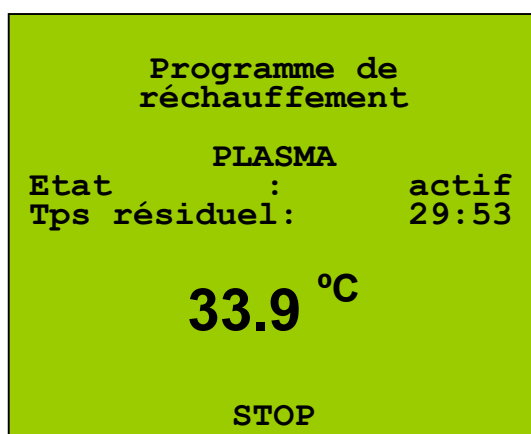 Programme de
réchauffement
PLASMA
Etat : actif
Tps résiduel: 29:53
33.9 ºC
STOP